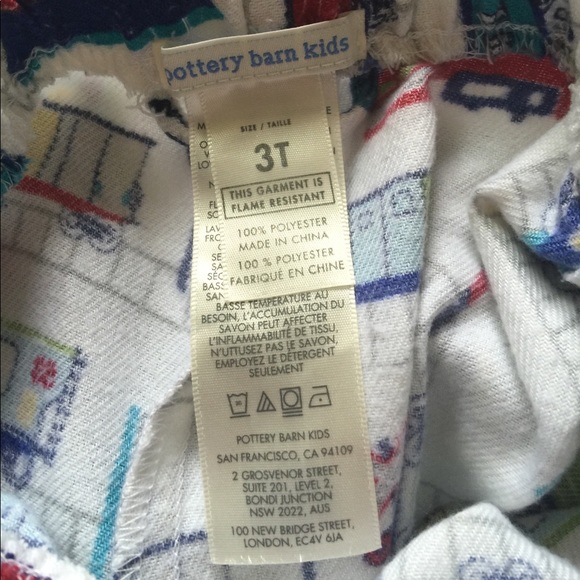 pottery barn kids
SIZE / TAILLE
3T
THIS GARMENT IS
FLAME RESISTANT
100% POLYESTER
MADE IN CHINA
100 % POLYESTER
FABRIQUÉ EN CHINE
BASSE TEMPÉRATURE AU
BESOIN, L'ACCUMULATION DU
SAVON PEUT AFFECTER
L'INFLAMMABILITÉ DE TISSU,
N'UTTUSEZ PAS LE SAVON.
EMPLOYEZ LE DÉTERGENT
SEULEMENT
POTTERY BARN KIDS
SAN FRANCISCO, CA 94109
2 GROSVENOR STREET,
SUITE 201, LEVEL 2,
BONDI JUNCTION
NSW 2022, AUS
100 NEW BRIDGE STREET,
LONDON, EC4V 6JA